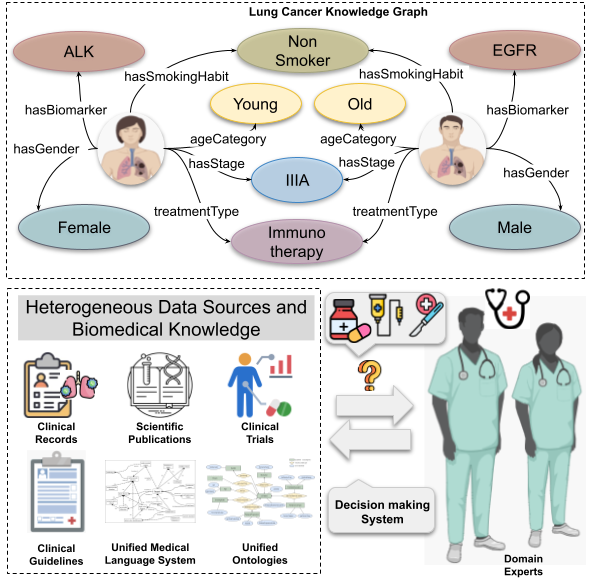 Lung Cancer Knowledge Graph
ALK
Non
Smoker
EGFR
hasSmokingHabit
hasSmokingHabit
hasBiomarker
Young
Old
hasBiomarker
ageCategory
ageCategory
hasGender
hasStage
hasStage
hasGender
IIIA
treatmentType
treatmentType
Female
Immuno
therapy
Male
Heterogeneous Data Sources and
Biomedical Knowledge
Clinical
Records
Scientific
Publications
Clinical
Trials
Clinical
Guidelines
Unified Medical
Language System
Unified
Ontologies
Decision making
System
Domain
Experts